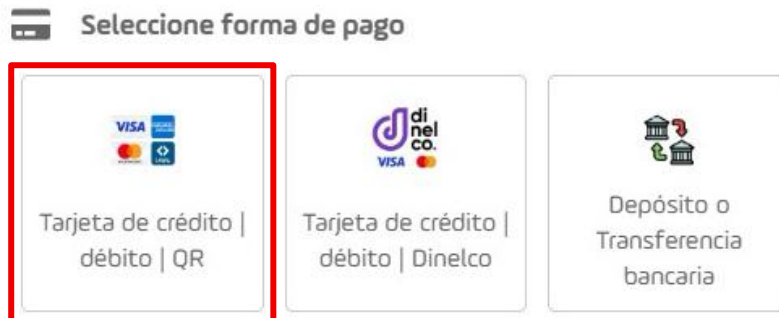 Seleccione forma de pago
VISA
Tarjeta de crédito |
débito | QR
di
nel
co.
VISA
Tarjeta de crédito |
débito | Dinelco
Depósito o
Transferencia
bancaria